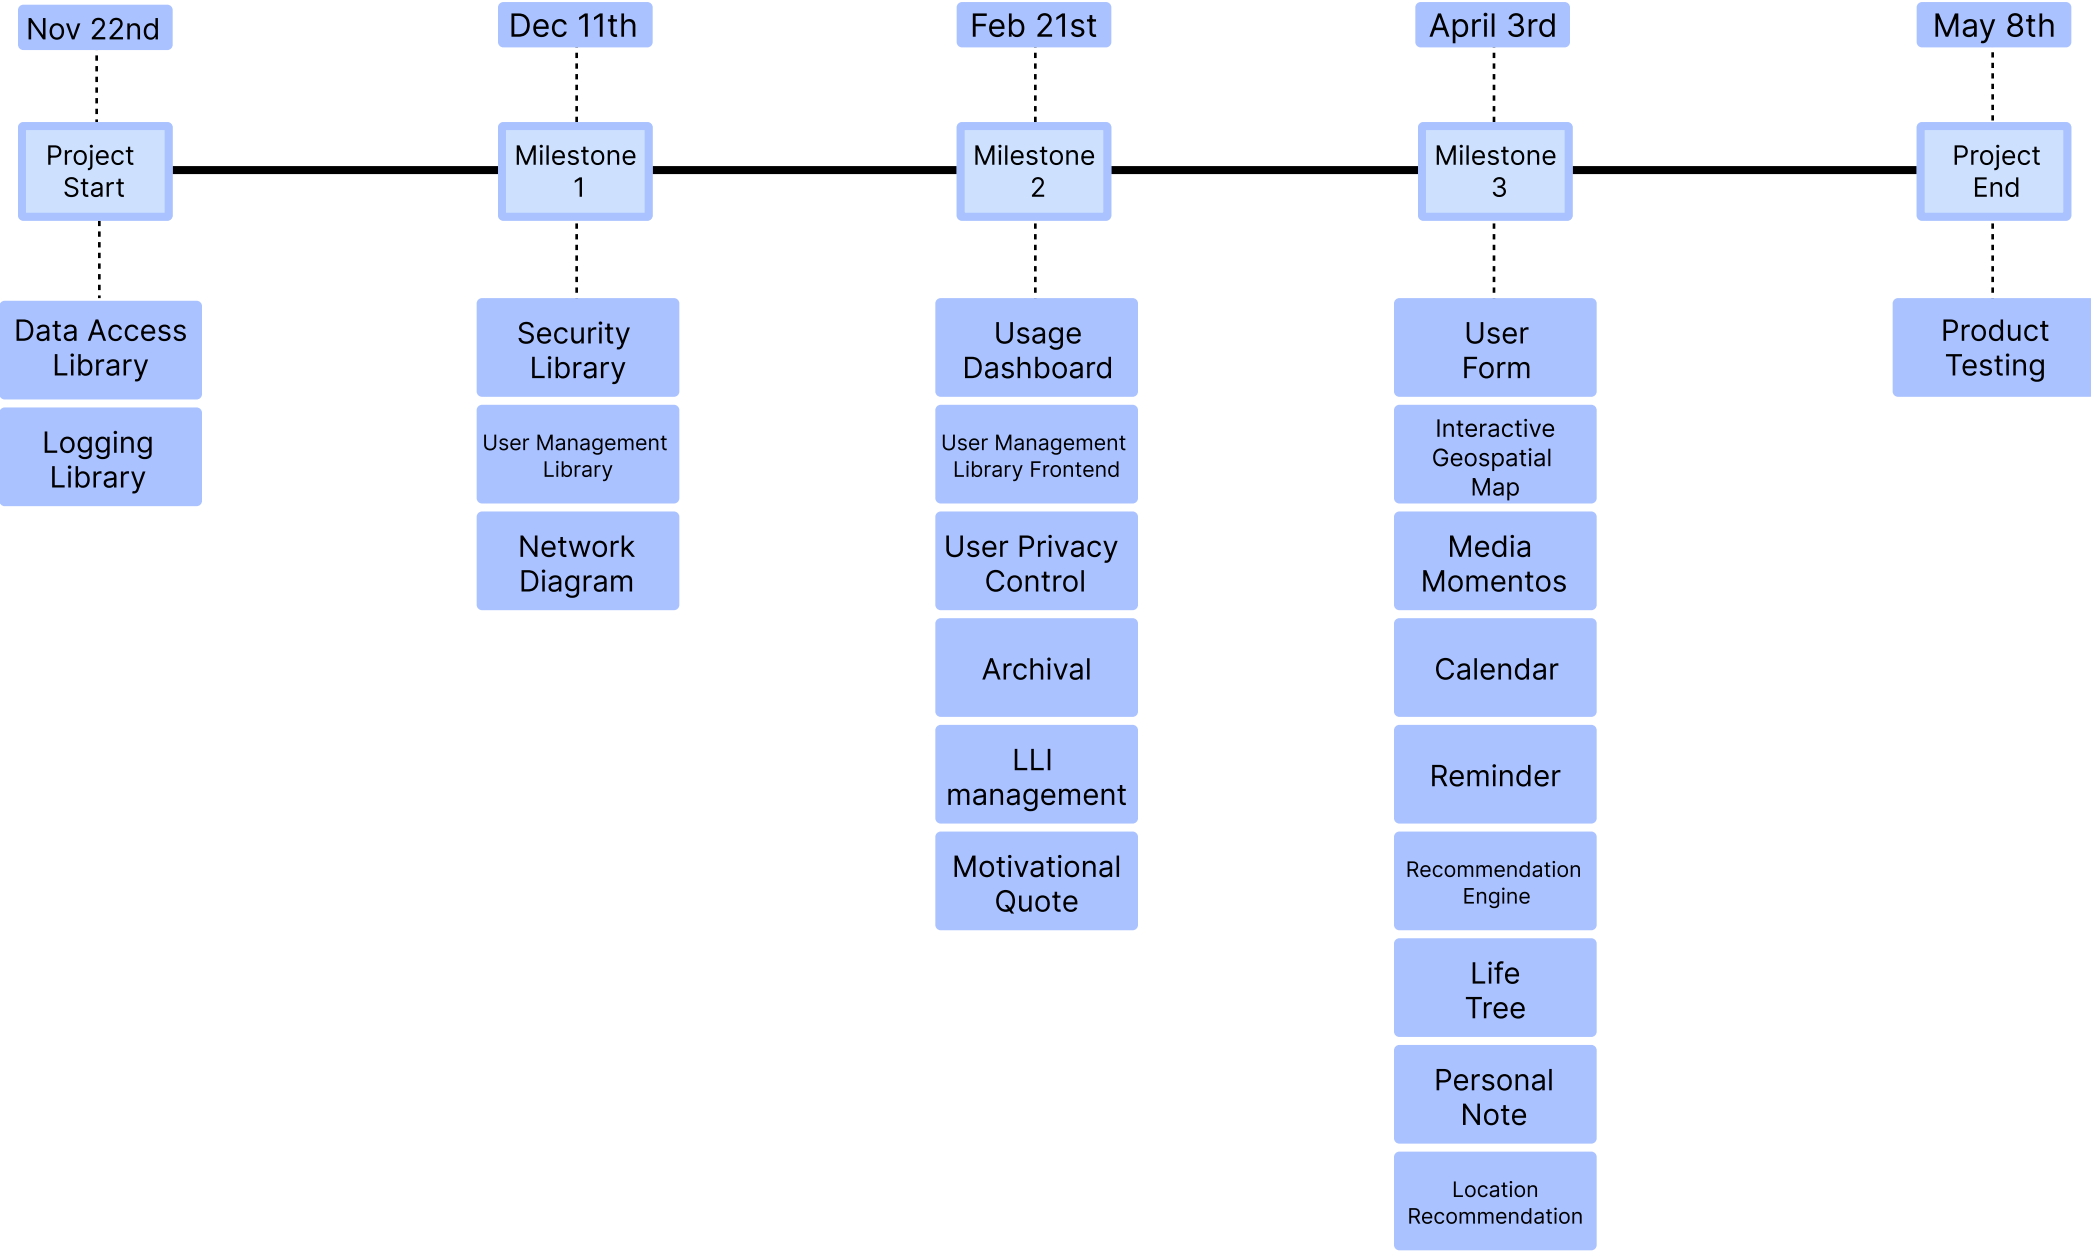 Nov 22nd
Dec 11th
Feb 21st
April 3rd
May 8th
Project
Start
Milestone
1
Milestone
2
Milestone
3
Project
End
Data Access
Library
Logging
Library
Security
Library
User Management
Library
Network
Diagram
Usage
Dashboard
User Management
Library Frontend
User Privacy
Control
Archival
LLI
management
Motivational
Quote
User
Form
Interactive
Geospatial
Map
Media
Momentos
Calendar
Reminder
Recommendation
Engine
Life
Tree
Personal
Note
Location
Recommendation
Product
Testing